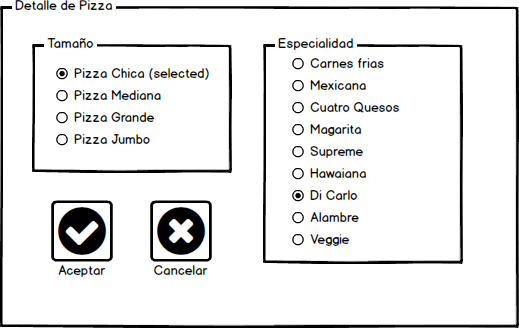 Detalle de Pizza
Tamaño
Pizza Chica (selected)
Pizza Mediana
Pizza Grande
Pizza Jumbo
Especialidad
Carnes frias
Mexicana
Cuatro Quesos
Magarita
Supreme
Hawaiana
Di Carlo
Alambre
Veggie
Aceptar
Cancelar